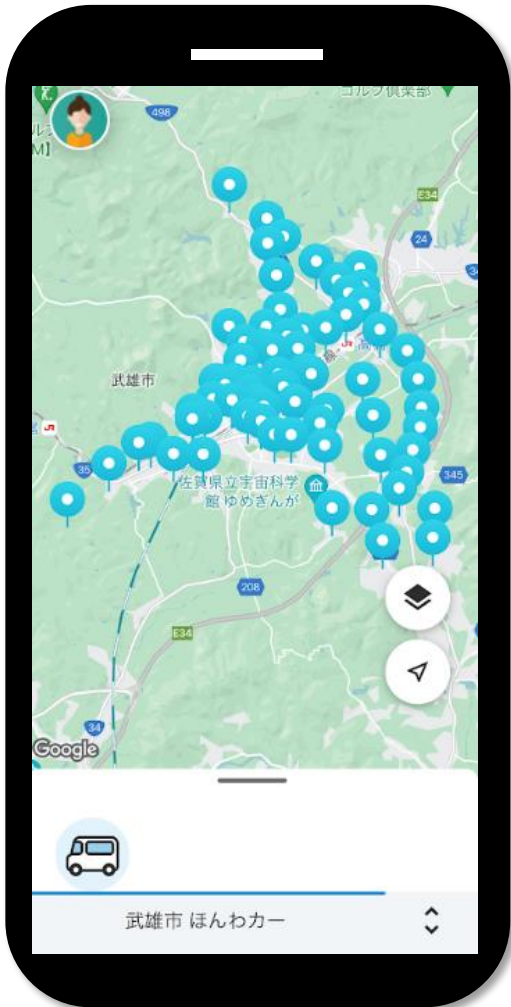 ゴルフ倶楽部
M】
498
E34
24
武雄市
35
佐賀県立宇宙科学
館 ゆめぎんが
345
208
E34
34
Google
武雄市 ほんわカー